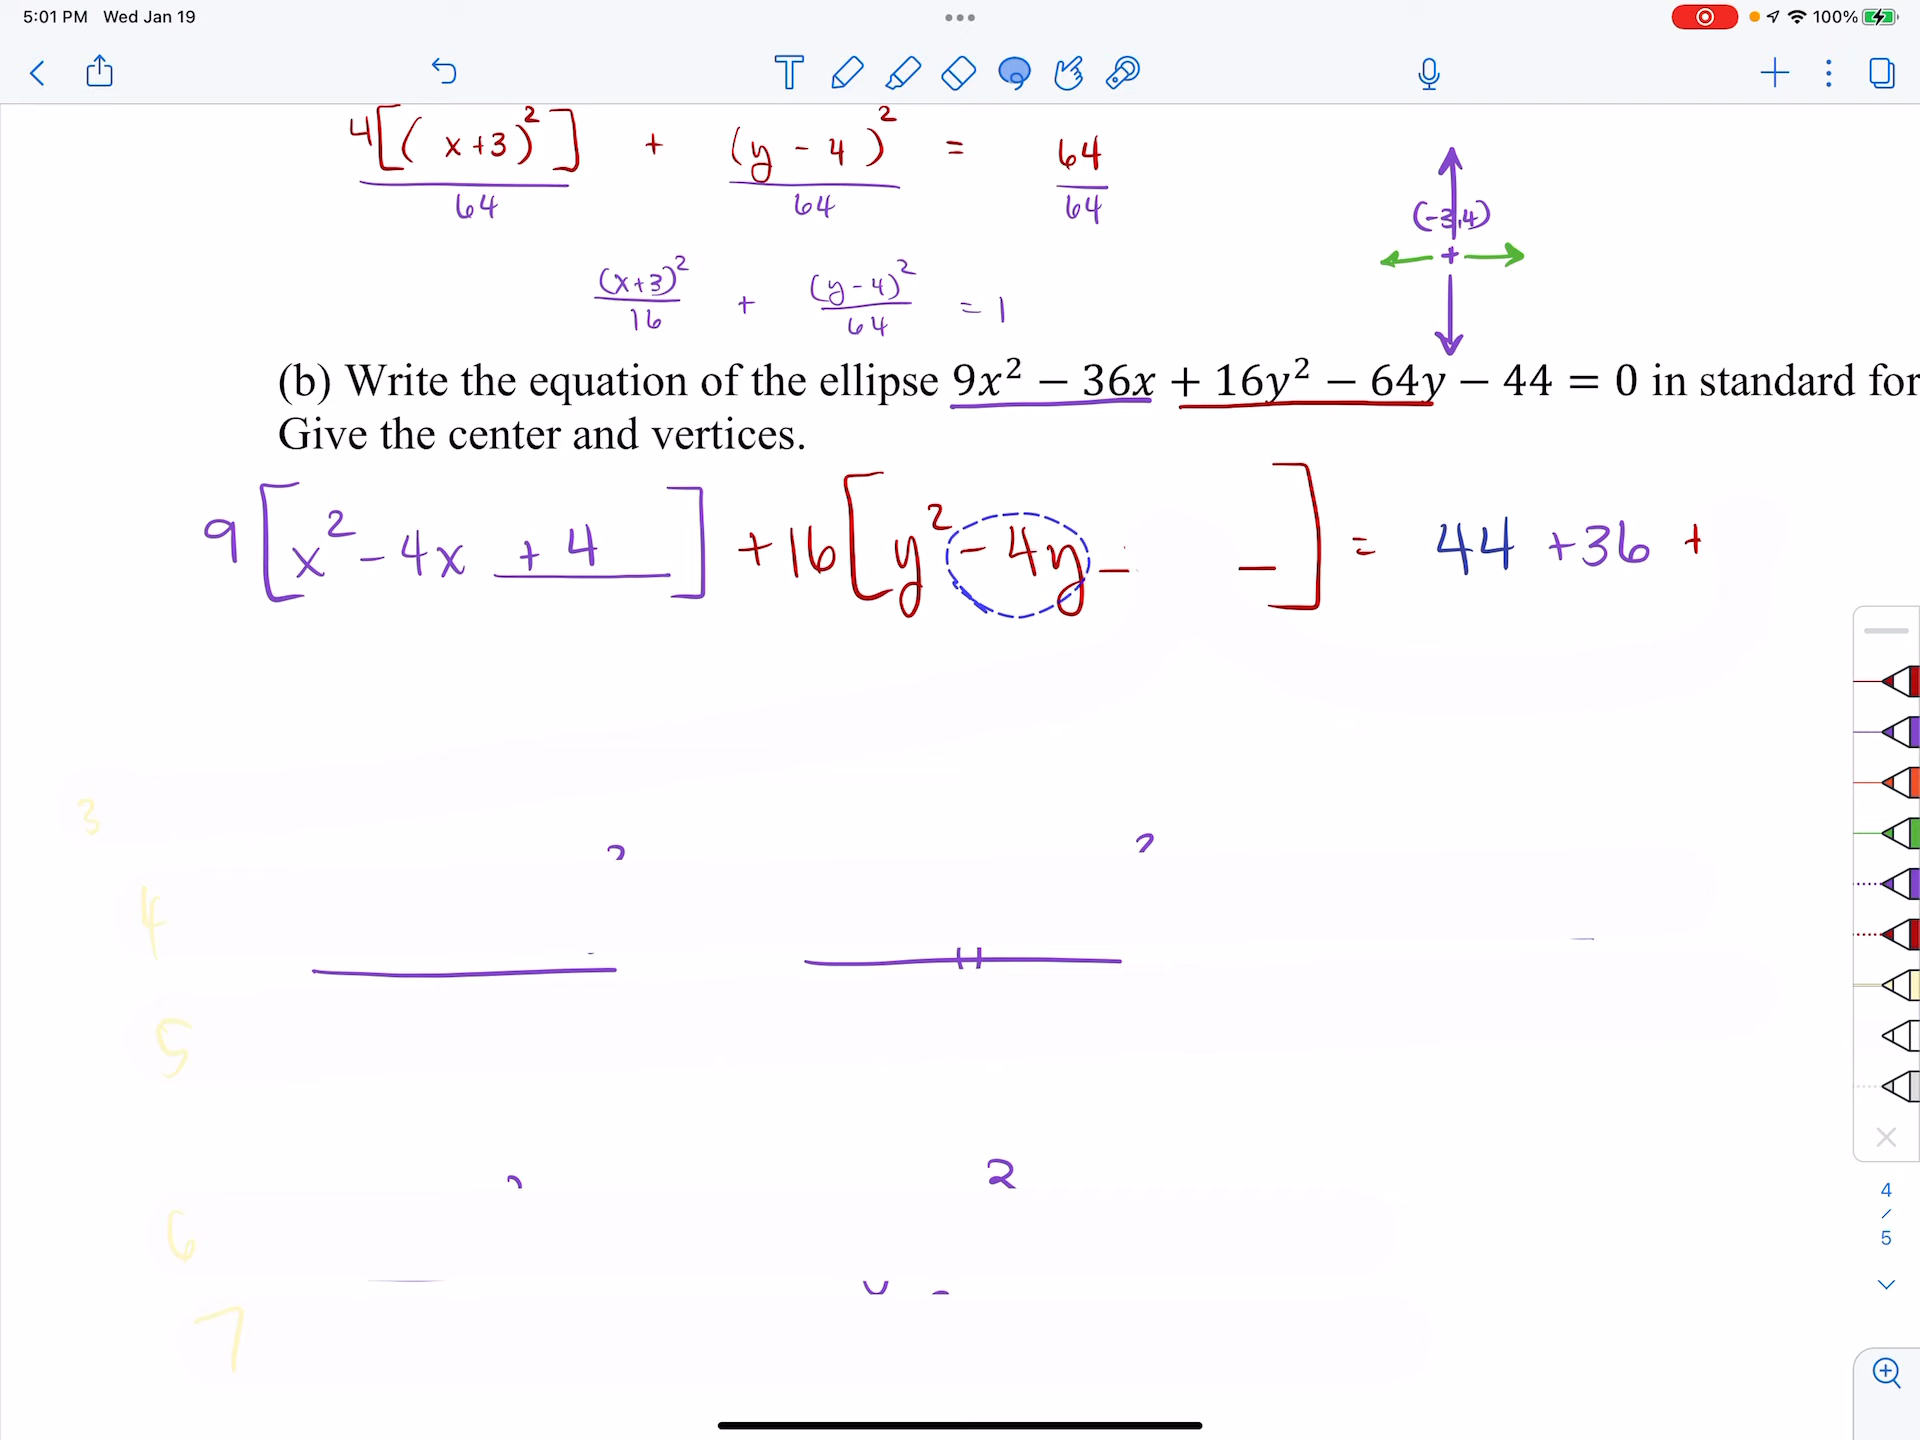 5:01 PM Wed Jan 19
100%
4[(x+3)²] + (y-4)² = 64
64 64 64
(-3,4)
(x+3)² + (y-4)² = 1
16 64
(b) Write the equation of the ellipse 9x² − 36x + 16y² − 64y − 44 = 0 in standard for
Give the center and vertices.
9[x² - 4x + 4] + 16[y² - 4y _ _] = 44 + 36 +
3
4
5
2
6
7
4
/
5